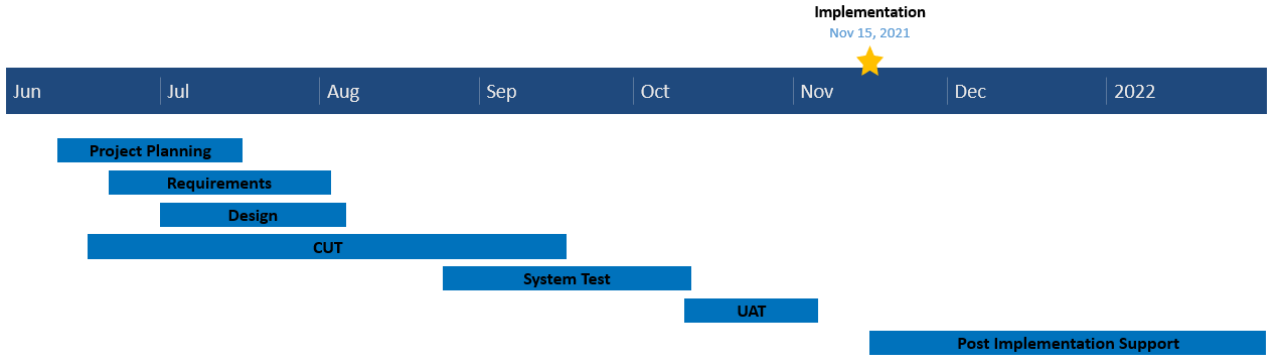 Implementation
Nov 15, 2021
Jun Jul Aug Sep Oct Nov Dec 2022
Project Planning
Requirements
Design
CUT
System Test
UAT
Post Implementation Support